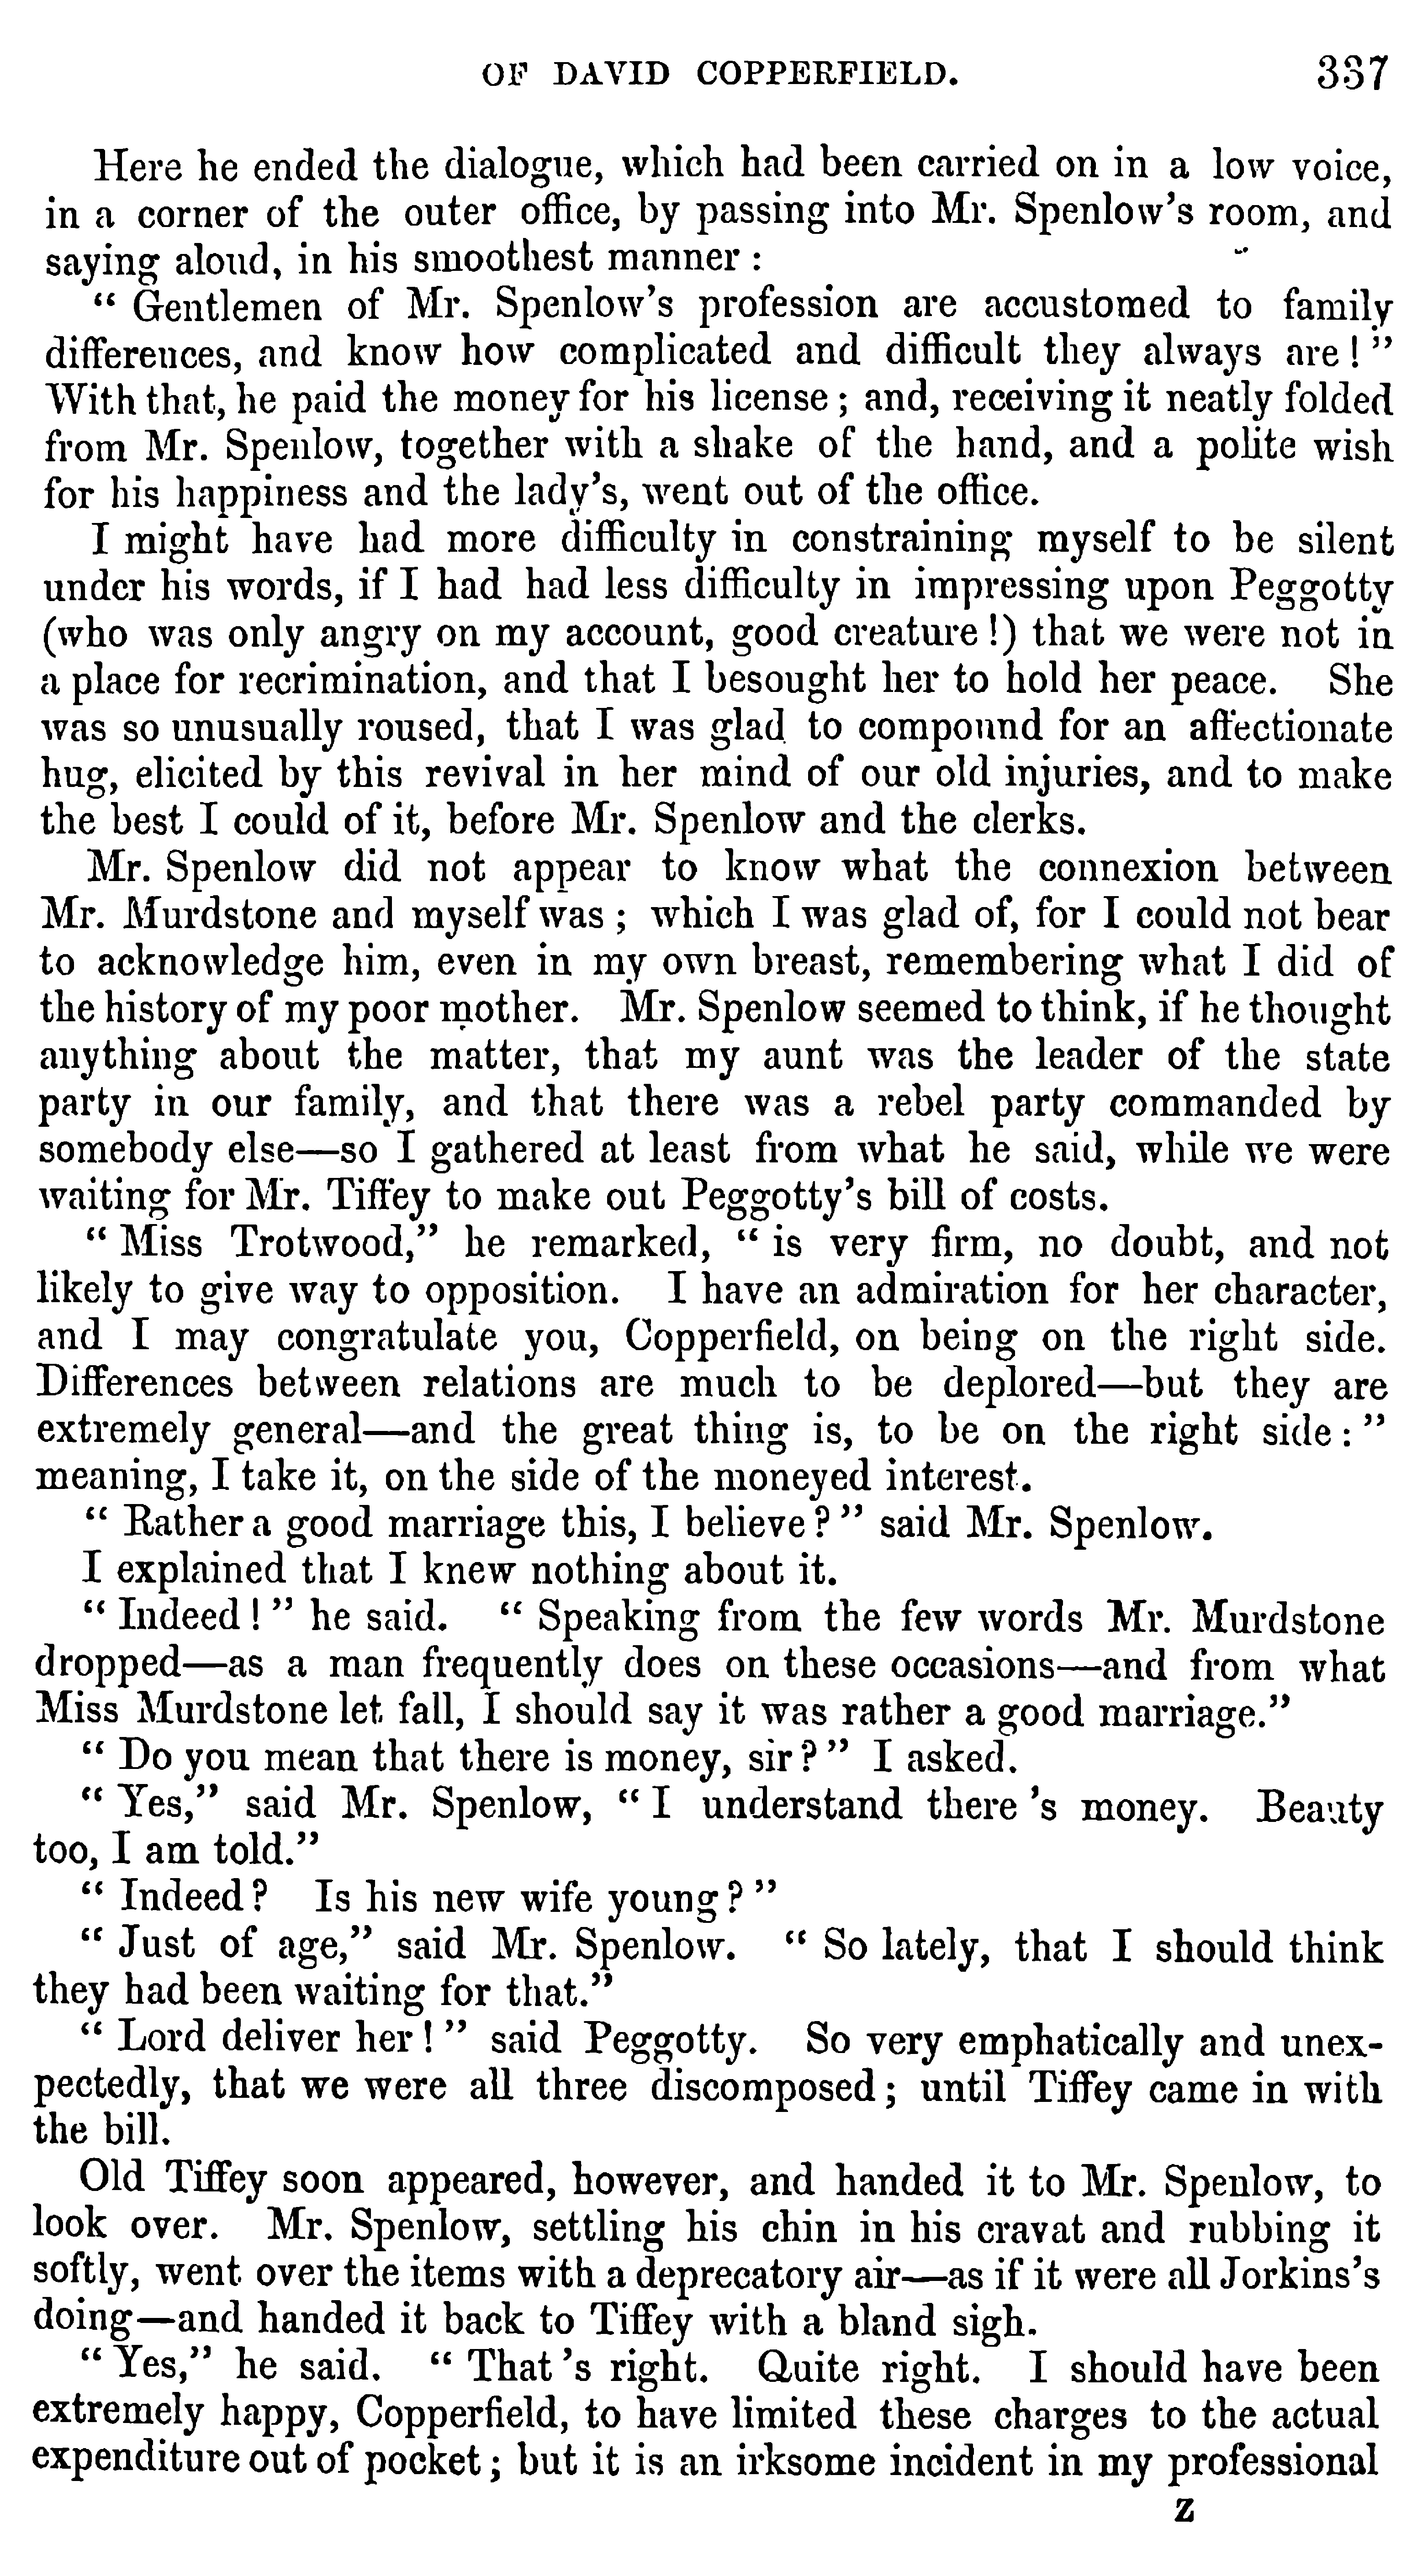 OF DAVID COPPERFIELD. 337
Here he ended the dialogue, which had been carried on in a low voice,
in a corner of the outer office, by passing into Mr. Spenlow's room, and
saying aloud, in his smoothest manner :
" Gentlemen of Mr. Spenlow's profession are accustomed to family
differences, and know how complicated and difficult they always are ! "
With that, he paid the money for his license ; and, receiving it neatly folded
from Mr. Spenlow, together with a shake of the hand, and a polite wish
for his happiness and the lady's, went out of the office.
I might have had more difficulty in constraining myself to be silent
under his words, if I had had less difficulty in impressing upon Peggotty
(who was only angry on my account, good creature !) that we were not in
a place for recrimination, and that I besought her to hold her peace. She
was so unusually roused, that I was glad to compound for an affectionate
hug, elicited by this revival in her mind of our old injuries, and to make
the best I could of it, before Mr. Spenlow and the clerks.
Mr. Spenlow did not appear to know what the connexion between
Mr. Murdstone and myself was ; which I was glad of, for I could not bear
to acknowledge him, even in my own breast, remembering what I did of
the history of my poor mother. Mr. Spenlow seemed to think, if he thought
anything about the matter, that my aunt was the leader of the state
party in our family, and that there was a rebel party commanded by
somebody else—so I gathered at least from what he said, while we were
waiting for Mr. Tiffey to make out Peggotty's bill of costs.
" Miss Trotwood," he remarked, " is very firm, no doubt, and not
likely to give way to opposition. I have an admiration for her character,
and I may congratulate you, Copperfield, on being on the right side.
Differences between relations are much to be deplored—but they are
extremely general—and the great thing is, to be on the right side : "
meaning, I take it, on the side of the moneyed interest.
" Rather a good marriage this, I believe ? " said Mr. Spenlow.
I explained that I knew nothing about it.
" Indeed ! " he said. " Speaking from the few words Mr. Murdstone
dropped—as a man frequently does on these occasions—and from what
Miss Murdstone let fall, I should say it was rather a good marriage."
" Do you mean that there is money, sir ? " I asked.
" Yes," said Mr. Spenlow, " I understand there 's money. Beauty
too, I am told."
" Indeed ? Is his new wife young ? "
" Just of age," said Mr. Spenlow. " So lately, that I should think
they had been waiting for that."
" Lord deliver her ! " said Peggotty. So very emphatically and unex-
pectedly, that we were all three discomposed ; until Tiffey came in with
the bill.
Old Tiffey soon appeared, however, and handed it to Mr. Spenlow, to
look over. Mr. Spenlow, settling his chin in his cravat and rubbing it
softly, went over the items with a deprecatory air—as if it were all Jorkins's
doing—and handed it back to Tiffey with a bland sigh.
" Yes," he said. " That 's right. Quite right. I should have been
extremely happy, Copperfield, to have limited these charges to the actual
expenditure out of pocket ; but it is an irksome incident in my professional
Z